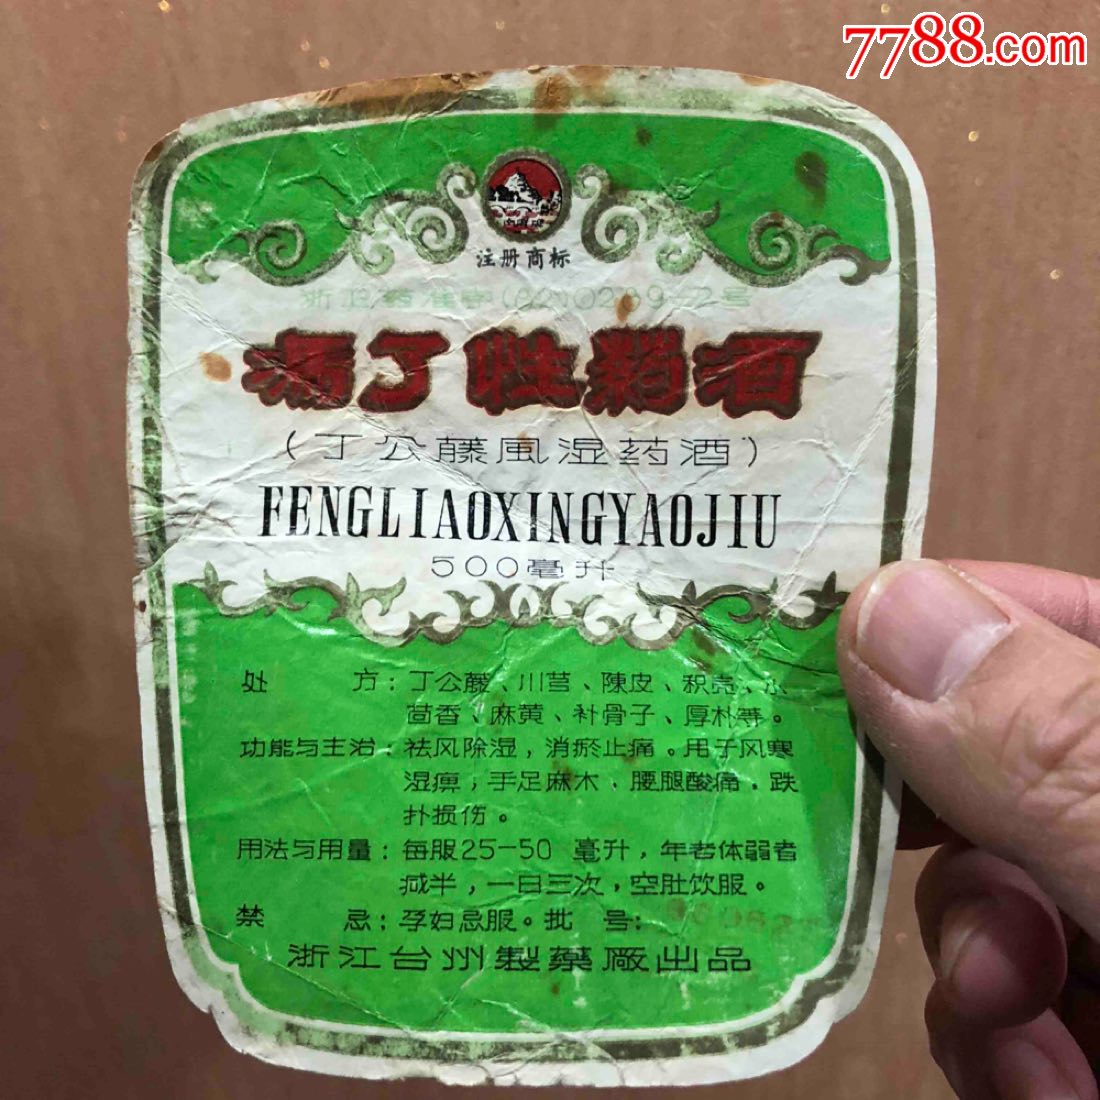 7788.com
注册商标
浙卫药准字(82)0289-2号
冯了性药酒
(丁公藤風湿药酒)
FENGLIAOXINGYAOJIU
500毫升
处 方:丁公藤、川芎、陳皮、积壳、小
茴香、麻黄、补骨子、厚朴等。
功能与主治:祛风除湿,消瘀止痛。用于风寒
湿痹,手足麻木,腰腿酸痛,跌
扑损伤。
用法与用量:每服25-50 毫升,年老体弱者
减半,一日三次,空肚饮服。
禁 忌:孕妇忌服。批 号:
浙江台州製藥廠出品